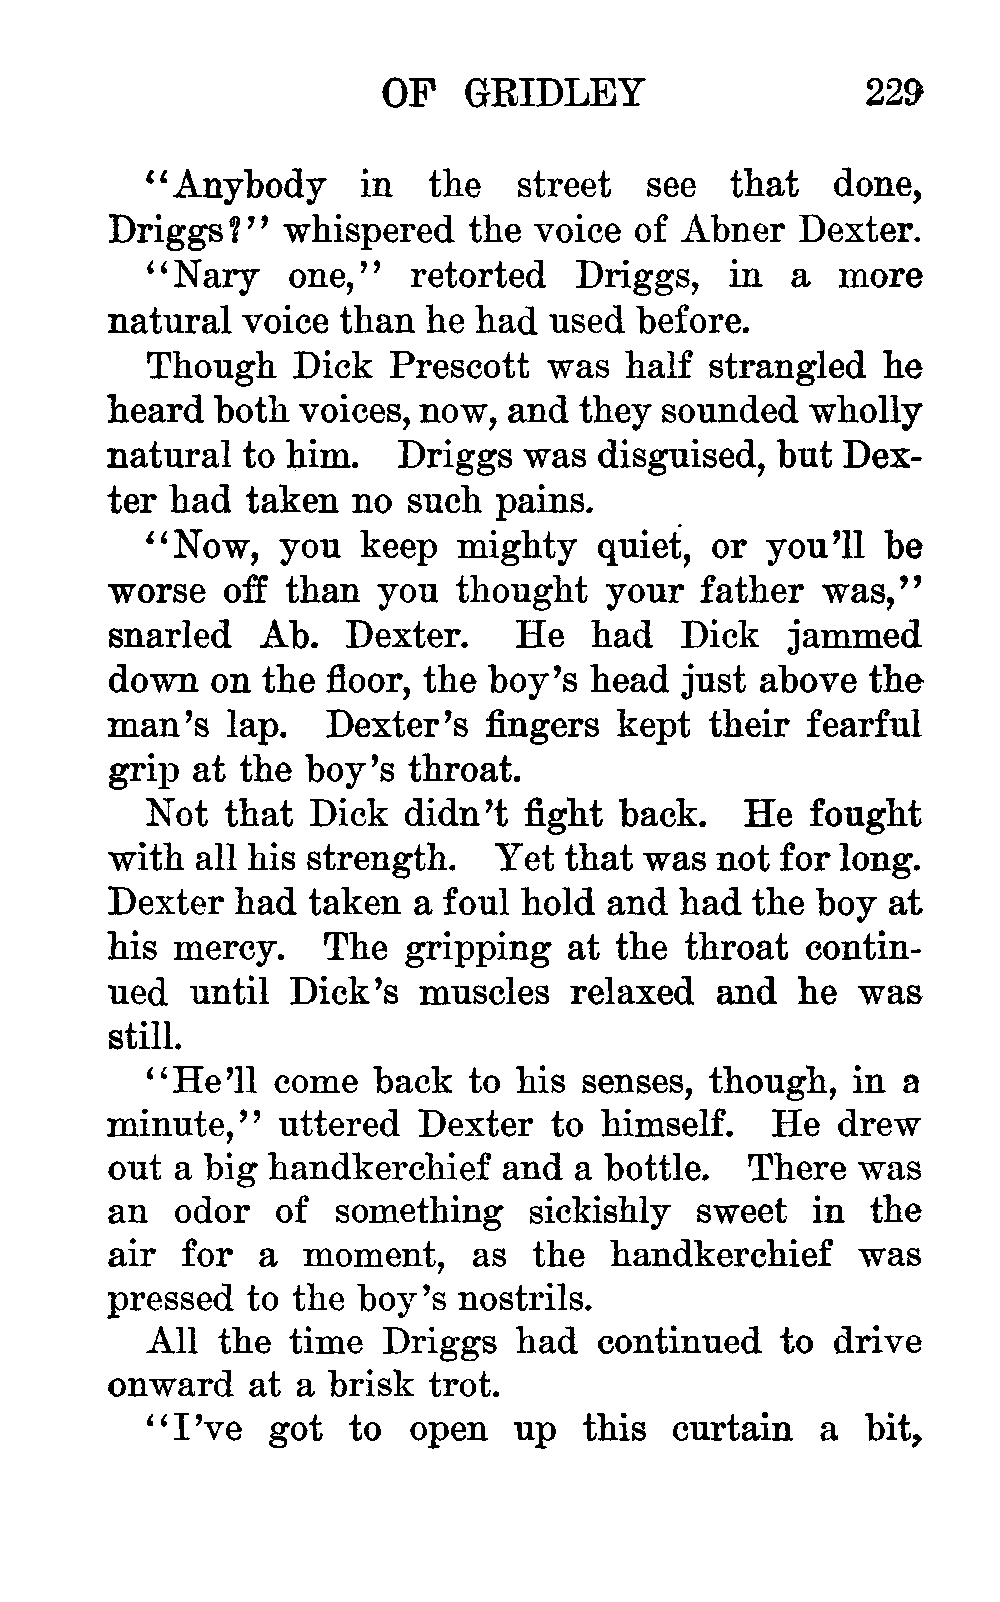 OF GRIDLEY 229
“Anybody in the street see that done,
Driggs?” whispered the voice of Abner Dexter.
“Nary one,” retorted Driggs, in a more
natural voice than he had used before.
Though Dick Prescott was half strangled he
heard both voices, now, and they sounded wholly
natural to him. Driggs was disguised, but Dex-
ter had taken no such pains.
“Now, you keep mighty quiet, or you’ll be
worse off than you thought your father was,”
snarled Ab. Dexter. He had Dick jammed
down on the floor, the boy’s head just above the
man’s lap. Dexter’s fingers kept their fearful
grip at the boy’s throat.
Not that Dick didn’t fight back. He fought
with all his strength. Yet that was not for long.
Dexter had taken a foul hold and had the boy at
his mercy. The gripping at the throat contin-
ued until Dick’s muscles relaxed and he was
still.
“He’ll come back to his senses, though, in a
minute,” uttered Dexter to himself. He drew
out a big handkerchief and a bottle. There was
an odor of something sickishly sweet in the
air for a moment, as the handkerchief was
pressed to the boy’s nostrils.
All the time Driggs had continued to drive
onward at a brisk trot.
“I’ve got to open up this curtain a bit,